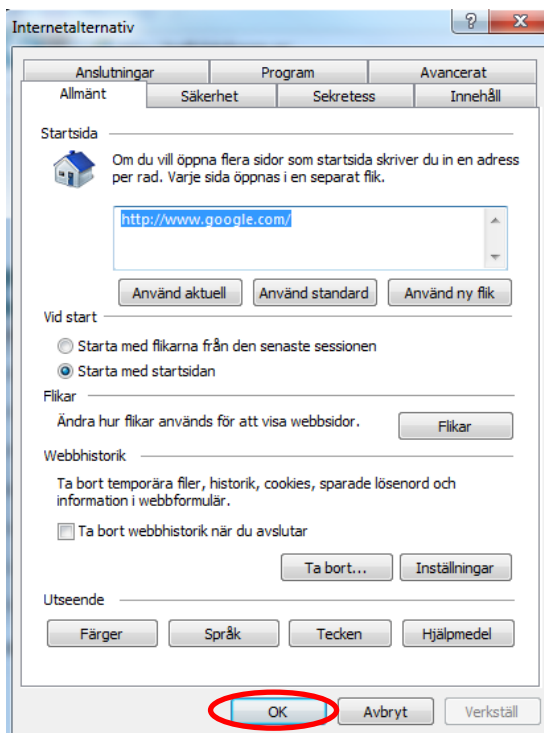 Internetalternativ
Anslutningar Program Avancerat
Allmänt Säkerhet Sekretess Innehåll
Startsida
Om du vill öppna flera sidor som startsida skriver du in en adress
per rad. Varje sida öppnas i en separat flik.
http://www.google.com/
Använd aktuell Använd standard Använd ny flik
Vid start
Starta med flikarna från den senaste sessionen
Starta med startsidan
Flikar
Ändra hur flikar används för att visa webbsidor. Flikar
Webbhistorik
Ta bort temporära filer, historik, cookies, sparade lösenord och
information i webbformulär.
Ta bort webbhistorik när du avslutar
Ta bort... Inställningar
Utseende
Färger Språk Tecken Hjälpmedel
OK Avbryt Verkställ